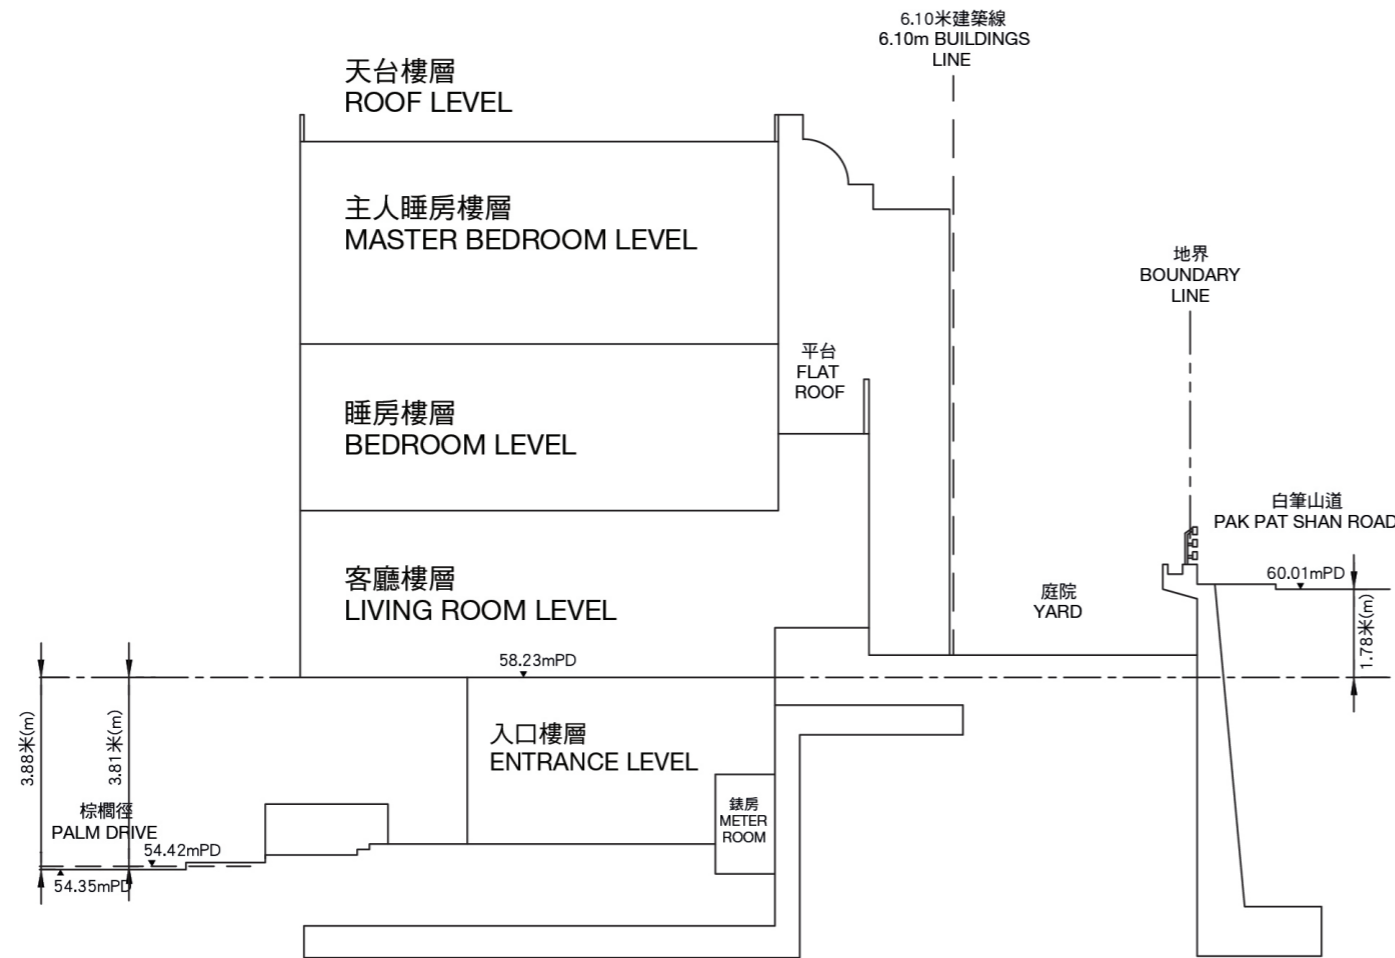 6.10米建築線
6.10m BUILDINGS
LINE
天台樓層
ROOF LEVEL
主人睡房樓層
MASTER BEDROOM LEVEL
地界
BOUNDARY
LINE
平台
FLAT
ROOF
睡房樓層
BEDROOM LEVEL
白筆山道
PAK PAT SHAN ROAD
60.01mPD
客廳樓層
LIVING ROOM LEVEL
庭院
YARD
1.78米(m)
58.23mPD
3.88米(m)
3.81米(m)
入口樓層
ENTRANCE LEVEL
錶房
METER
ROOM
棕櫚徑
PALM DRIVE
54.42mPD
54.35mPD